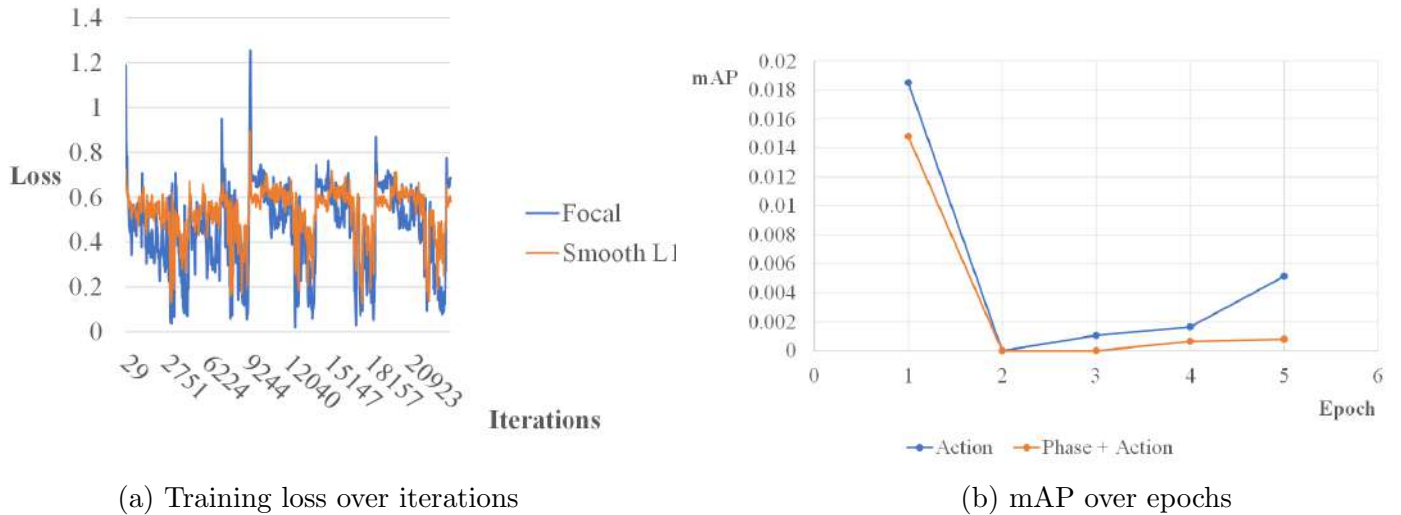 1.4
1.2
1
0.8
0.6
0.4
0.2
0
Loss
29
2751
6224
9244
12040
15147
18157
20923
Iterations
Focal
Smooth L1
(a) Training loss over iterations
mAP
0.02
0.018
0.016
0.014
0.012
0.01
0.008
0.006
0.004
0.002
0
0 1 2 3 4 5 6
Epoch
Action Phase + Action
(b) mAP over epochs